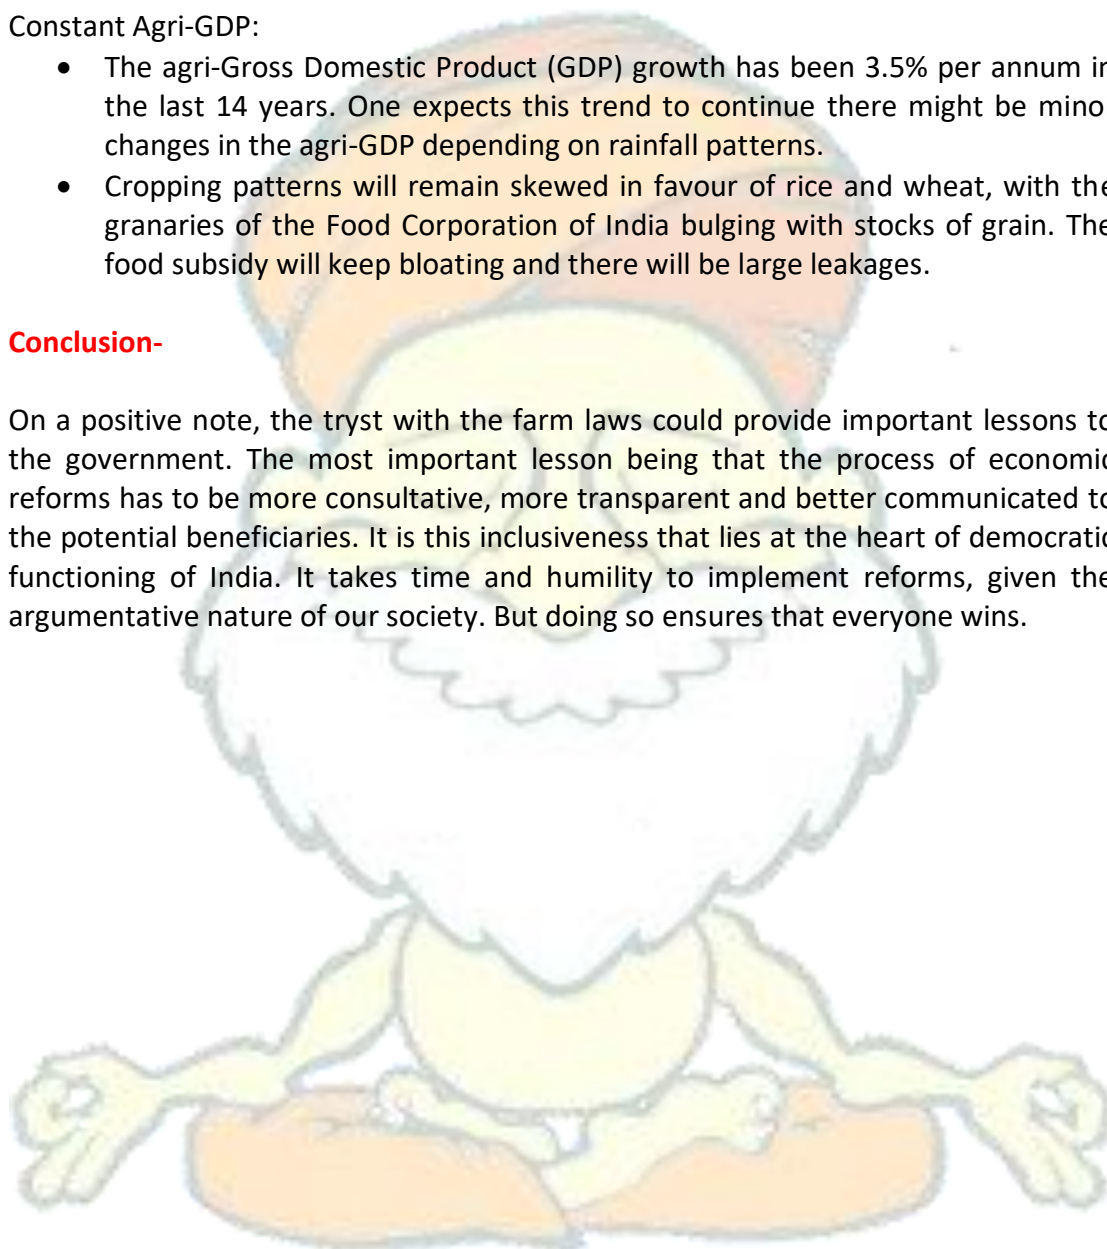 Constant Agri-GDP:
• The agri-Gross Domestic Product (GDP) growth has been 3.5% per annum in
the last 14 years. One expects this trend to continue there might be mino
changes in the agri-GDP depending on rainfall patterns.
• Cropping patterns will remain skewed in favour of rice and wheat, with the
granaries of the Food Corporation of India bulging with stocks of grain. The
food subsidy will keep bloating and there will be large leakages.
Conclusion-
On a positive note, the tryst with the farm laws could provide important lessons to
the government. The most important lesson being that the process of economic
reforms has to be more consultative, more transparent and better communicated to
the potential beneficiaries. It is this inclusiveness that lies at the heart of democratic
functioning of India. It takes time and humility to implement reforms, given the
argumentative nature of our society. But doing so ensures that everyone wins.